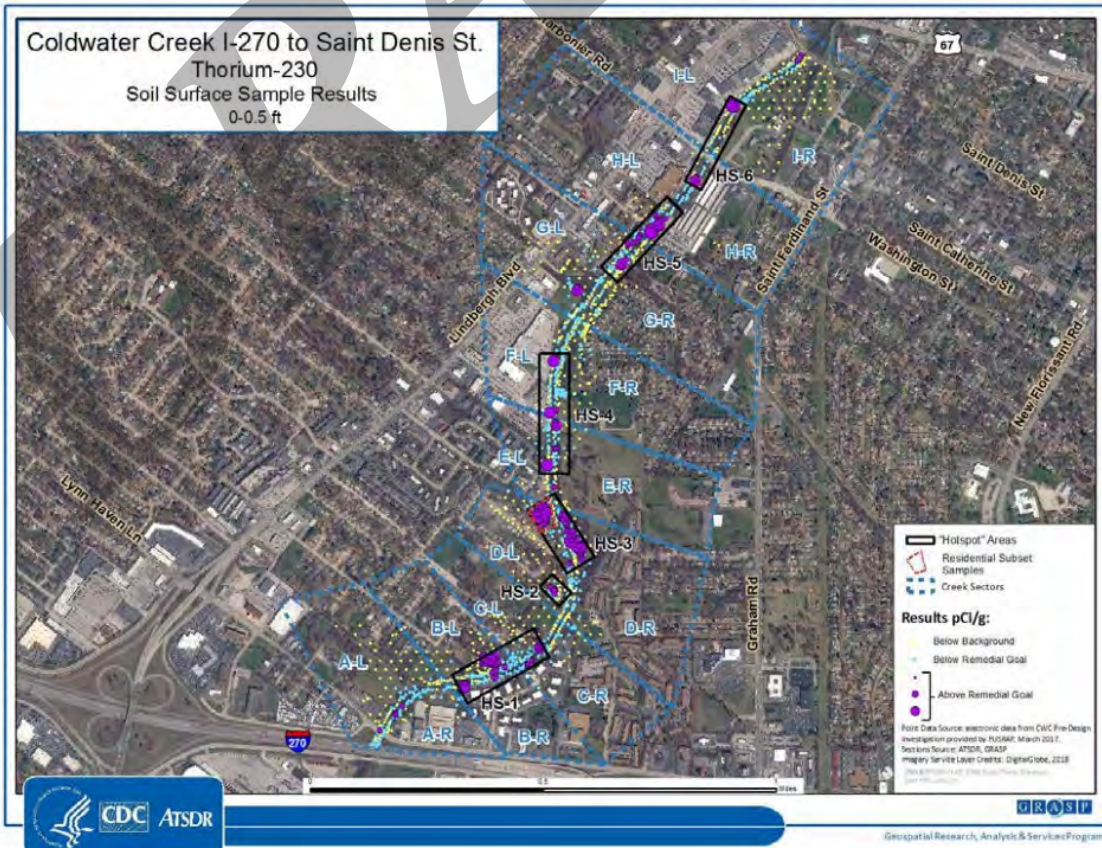 Coldwater Creek I-270 to Saint Denis St.
Thorium-230
Soil Surface Sample Results
0-0.5 ft
67
I-L
Saint Denis St
H-L
I-R
HS-6
Saint Ferdinand St
Saint Catherine St
Washington St
G-L
H-R
HS-5
Lindbergh Blvd
G-R
New Florissant Rd
F-L
F-R
HS-4
E-L
E-R
Lynn Haven Ln
D-L
HS-3
HS-2
C-L
D-R
Graham Rd
B-L
A-L
HS-1
C-R
A-R
B-R
270
"Hotspot" Areas
Residential Subset
Samples
Creek Sectors
Results pCi/g:
Below Background
Below Remedial Goal
Above Remedial Goal
Point Data Source: electronic data from CWC Pre-Design
Investigation provided by FUSRAP, March 2017.
Sections Source: ATSDR, GRASP
Imagery Service Layer Credits: DigitalGlobe, 2018
0
0.5
1
Miles
CDC ATSDR
GRASP
Geospatial Research, Analysis & Services Program